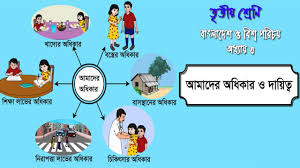 তৃতীয় শ্রেণি
বাংলাদেশ ও বিশ্ব পরিচয়
অধ্যায় ৩
আমাদের অধিকার ও দায়িত্ব
খাদ্যের অধিকার
বস্ত্রের অধিকার
আমাদের
অধিকার
শিক্ষা লাভের অধিকার
বাসস্থানের অধিকার
নিরাপত্তা লাভের অধিকার
চিকিৎসার অধিকার